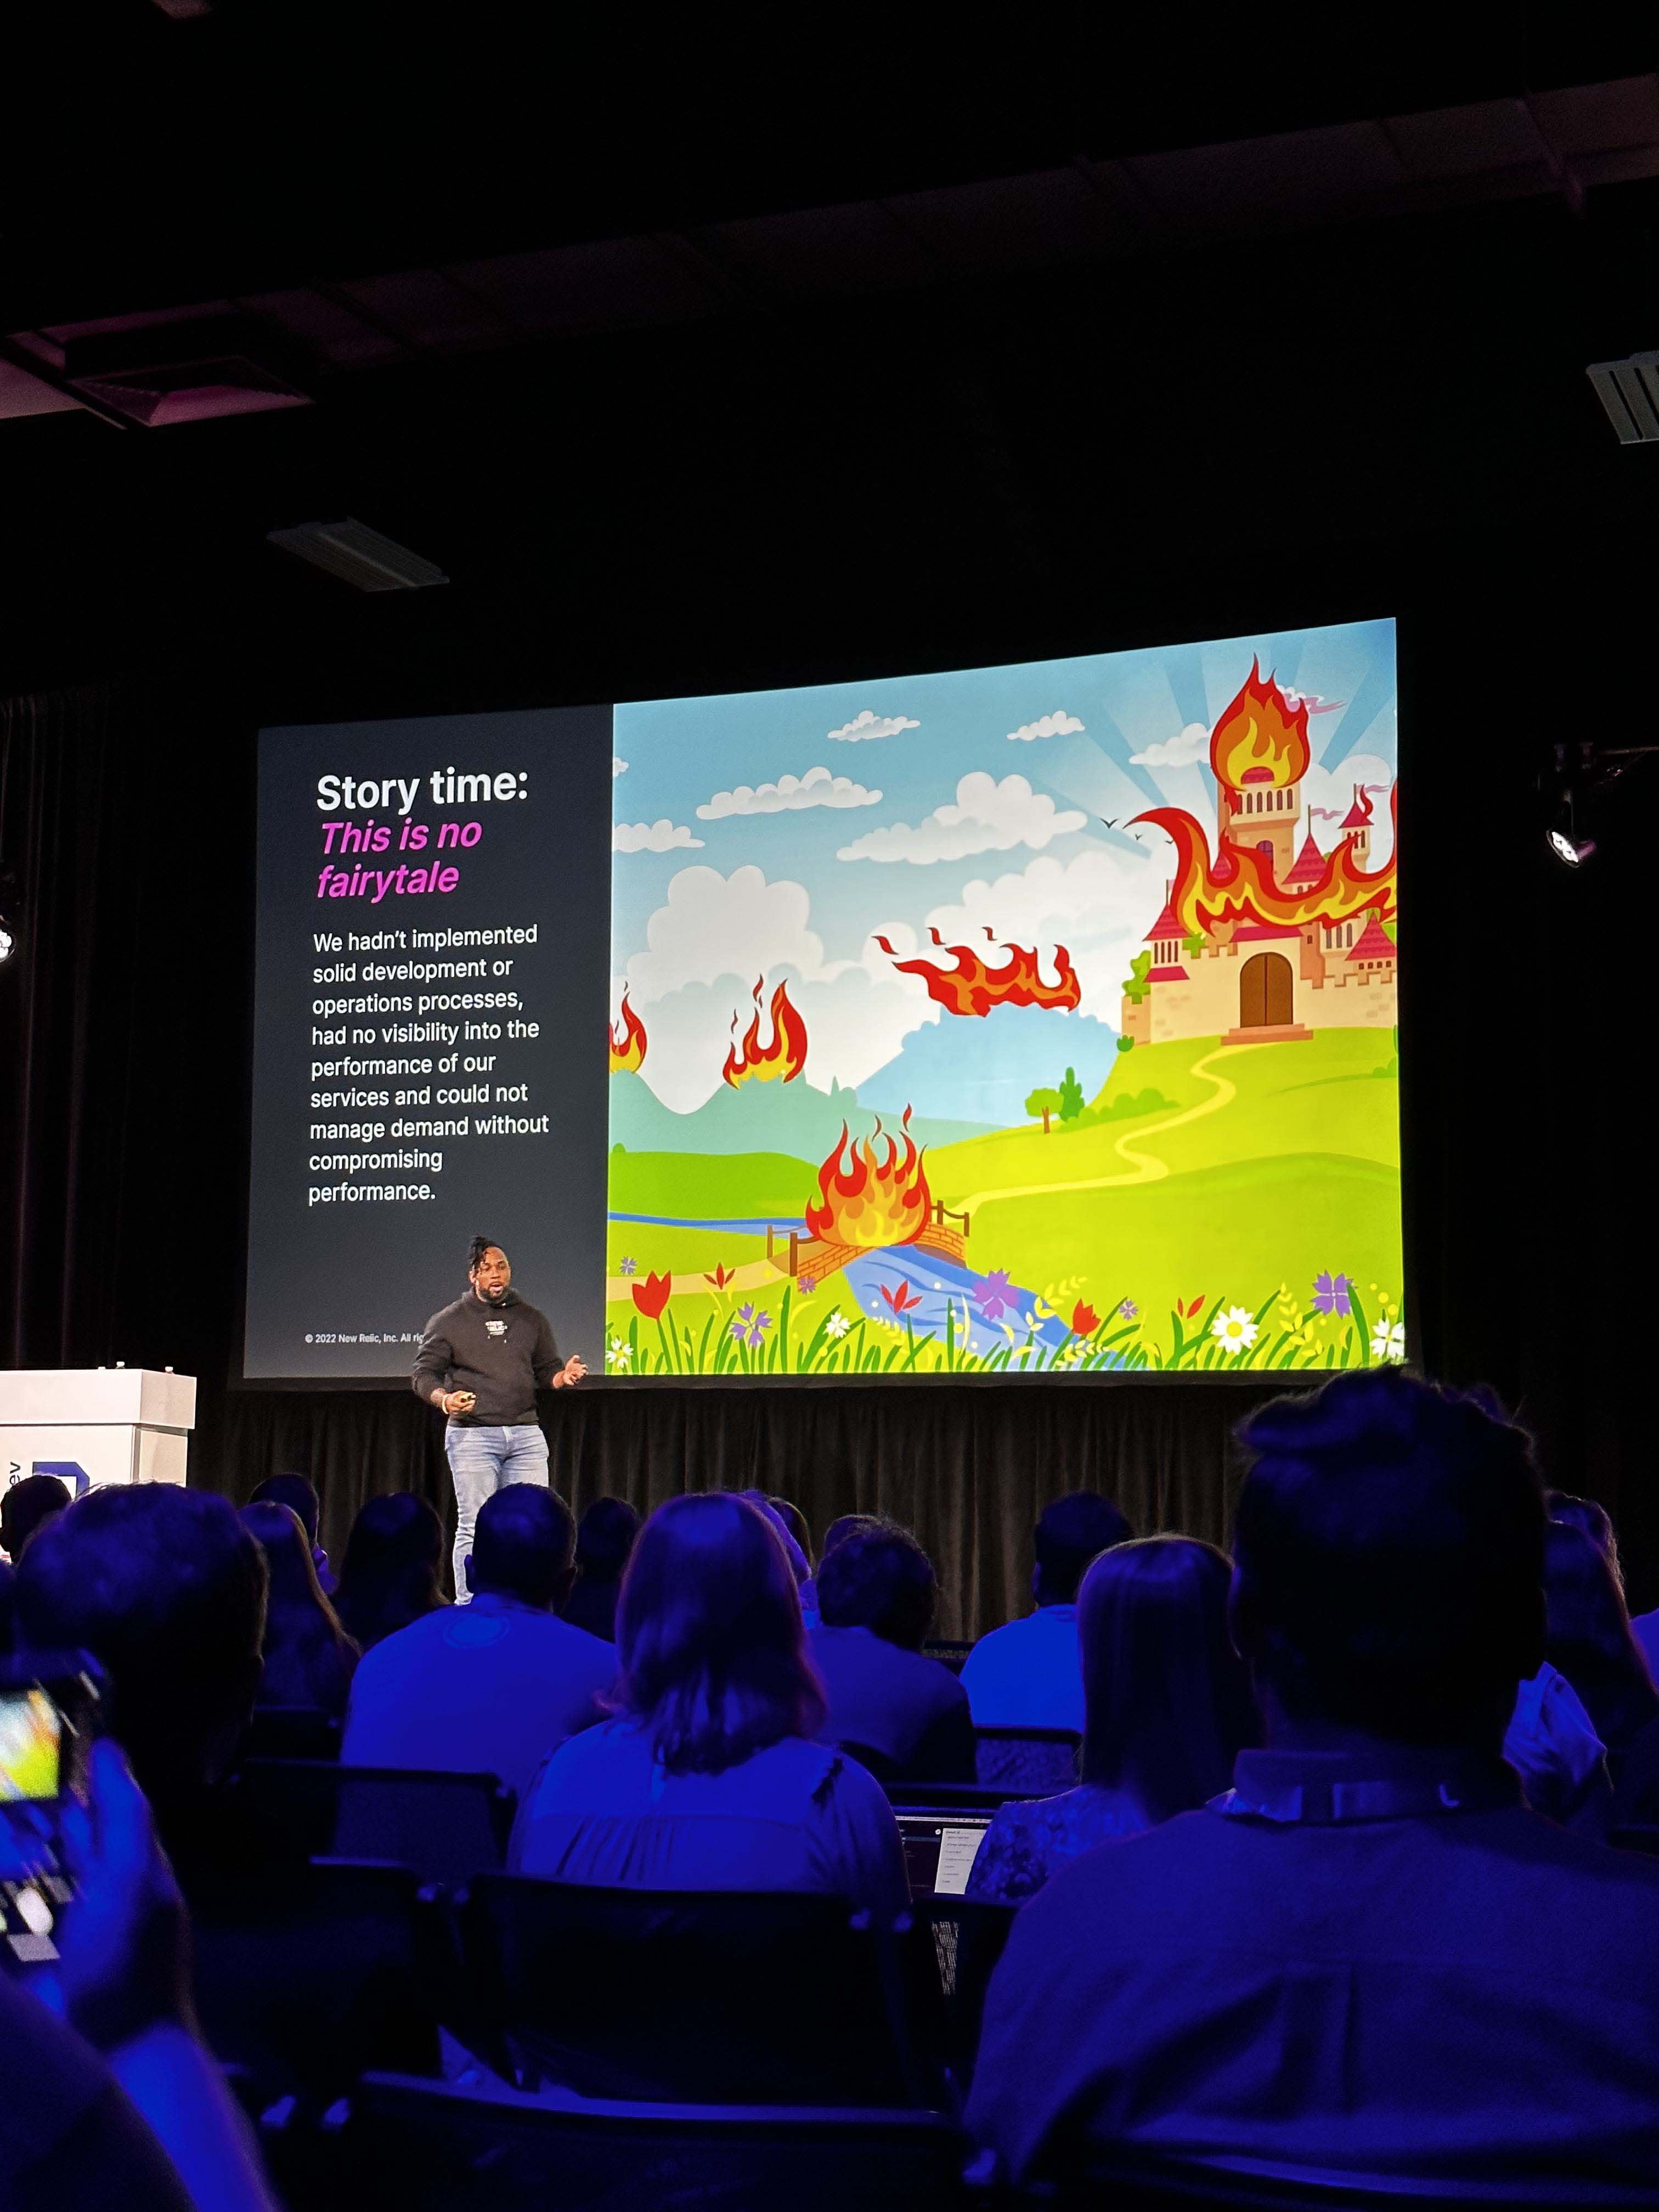 Story time:
This is no
fairytale
We hadn't implemented
solid development or
operations processes,
had no visibility into the
performance of our
services and could not
manage demand without
compromising
performance.
© 2022 New Relic, Inc. All